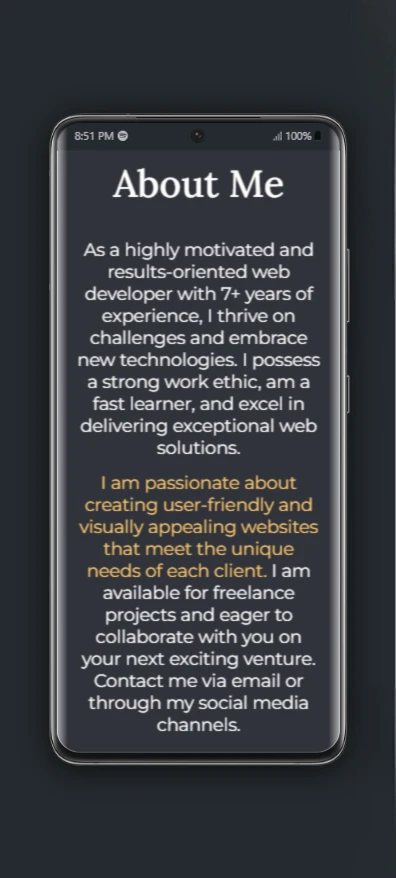 8:51 PM 100%
About Me
As a highly motivated and
results-oriented web
developer with 7+ years of
experience, I thrive on
challenges and embrace
new technologies. I possess
a strong work ethic, am a
fast learner, and excel in
delivering exceptional web
solutions.
I am passionate about
creating user-friendly and
visually appealing websites
that meet the unique
needs of each client. I am
available for freelance
projects and eager to
collaborate with you on
your next exciting venture.
Contact me via email or
through my social media
channels.